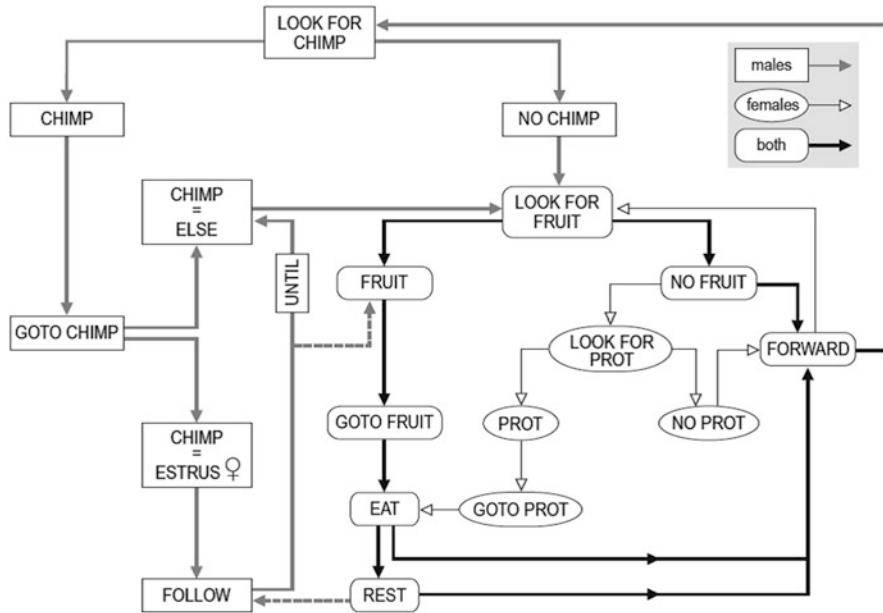 LOOK FOR
CHIMP
males
females
both
CHIMP
NO CHIMP
CHIMP
=
ELSE
LOOK FOR
FRUIT
UNTIL
FRUIT
NO FRUIT
GOTO CHIMP
LOOK FOR
PROT
FORWARD
CHIMP
=
ESTRUS ♀
GOTO FRUIT
PROT
NO PROT
EAT
GOTO PROT
FOLLOW
REST